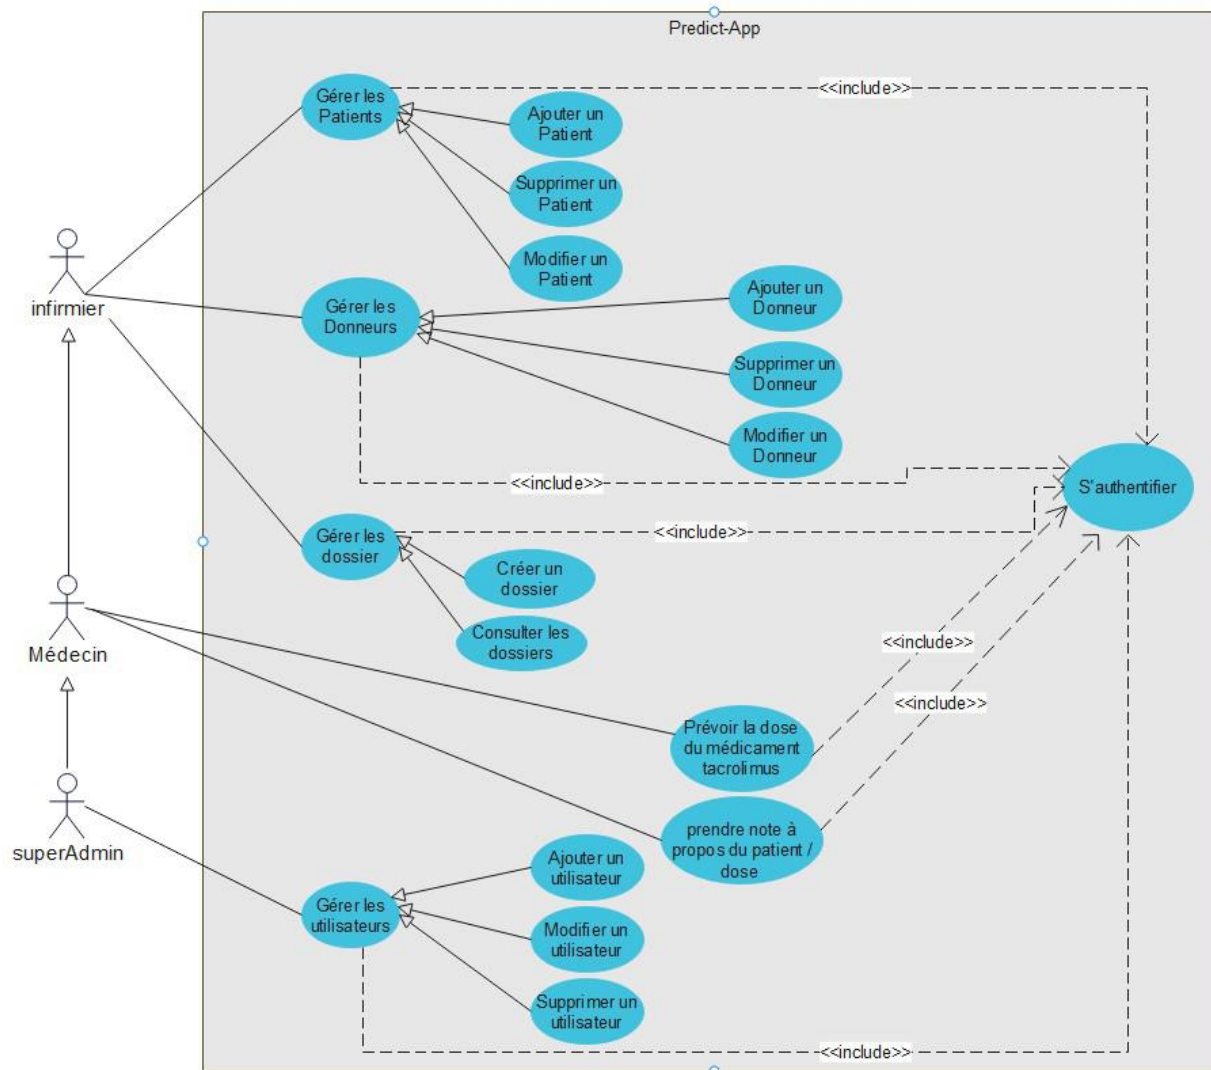 Predict-App
Gérer les
Patients
<<include>>
Ajouter un
Patient
Supprimer un
Patient
Modifier un
Patient
infirmier
Gérer les
Donneurs
Ajouter un
Donneur
Supprimer un
Donneur
Modifier un
Donneur
<<include>>
S'authentifier
Gérer les
dossier
<<include>>
Créer un
dossier
Consulter les
dossiers
Médecin
<<include>>
<<include>>
Prévoir la dose
du médicament
tacrolimus
prendre note à
propos du patient /
dose
superAdmin
Gérer les
utilisateurs
Ajouter un
utilisateur
Modifier un
utilisateur
Supprimer un
utilisateur
<<include>>